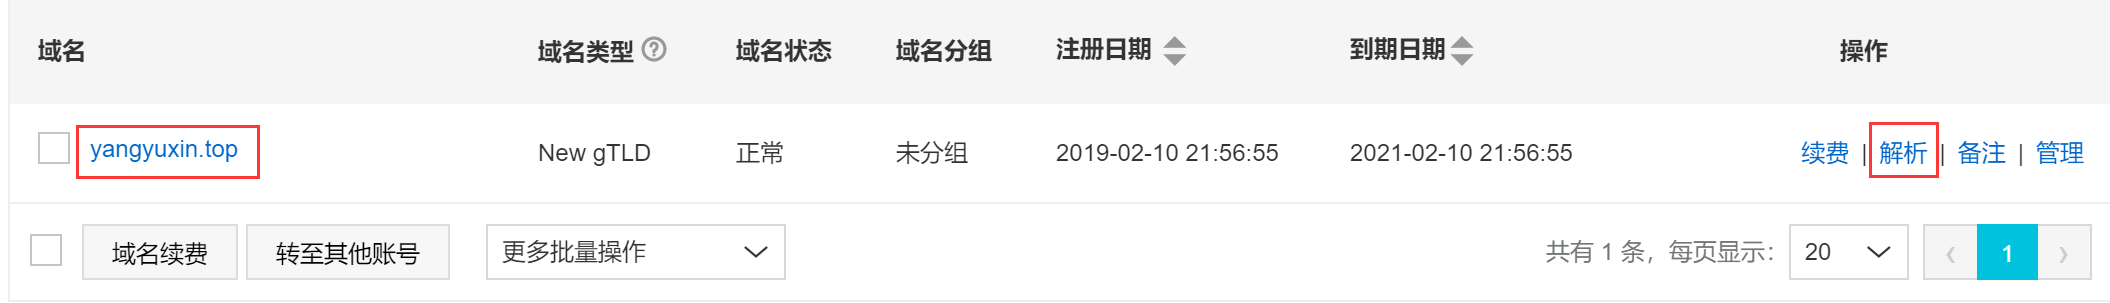 域名 域名类型 ? 域名状态 域名分组 注册日期 到期日期 操作
yangyuxin.top New gTLD 正常 未分组 2019-02-10 21:56:55 2021-02-10 21:56:55 续费 | 解析 | 备注 | 管理
域名续费 转至其他账号 更多批量操作 共有 1 条，每页显示： 20 ‹ 1 ›